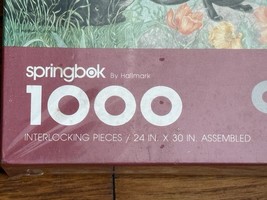 springbok By Hallmark
1000
INTERLOCKING PIECES / 24 IN. X 30 IN. ASSEMBLED